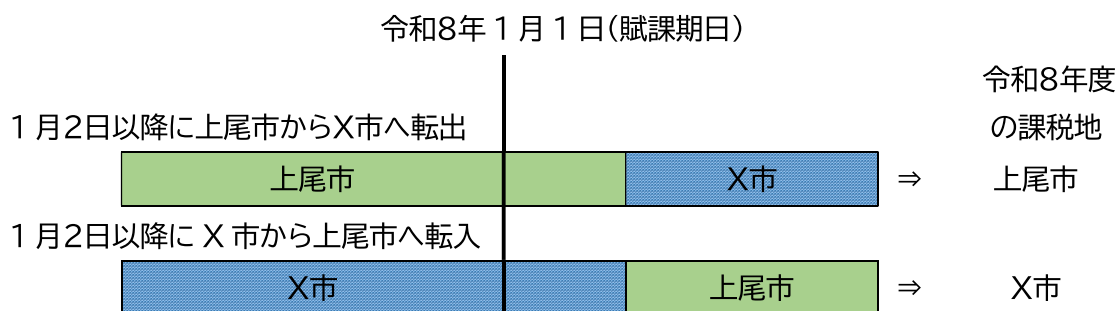 令和8年1月1日(賦課期日)
令和8年度
の課税地
1月2日以降に上尾市からX市へ転出
上尾市 X市 ⇒ 上尾市
1月2日以降にX市から上尾市へ転入
X市 上尾市 ⇒ X市